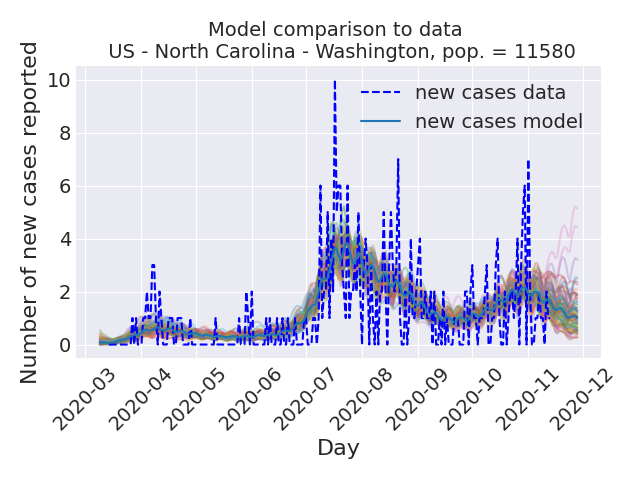 Model comparison to data
US - North Carolina - Washington, pop. = 11580
Number of new cases reported
10
8
6
4
2
0
new cases data
new cases model
2020-03
2020-04
2020-05
2020-06
2020-07
2020-08
2020-09
2020-10
2020-11
2020-12
Day